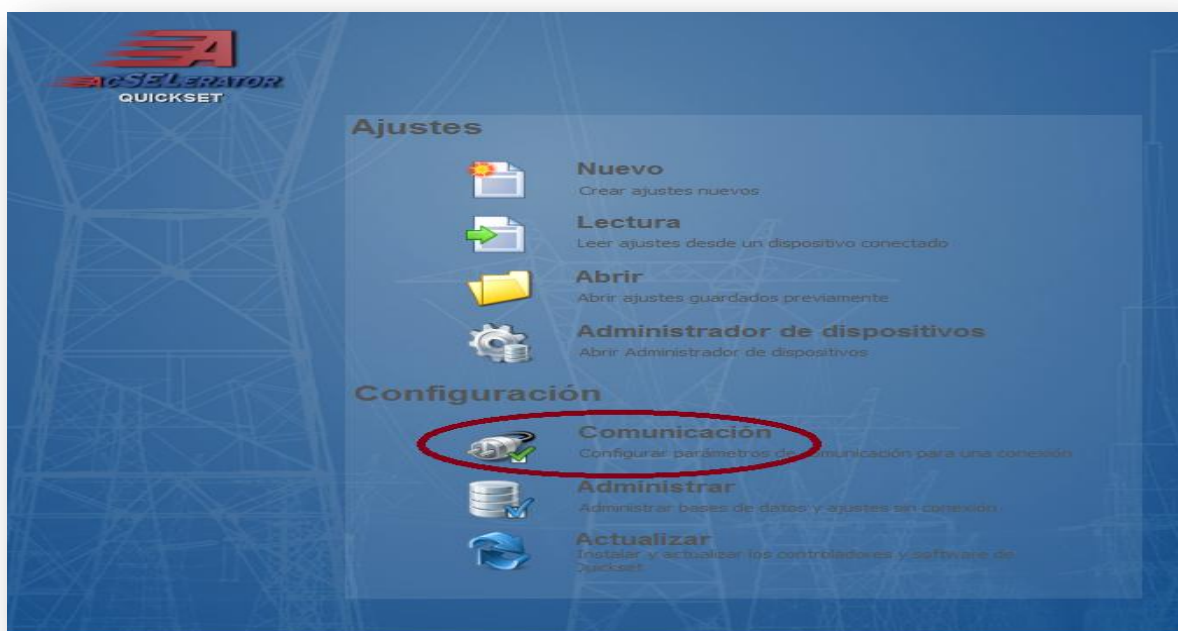 acSELerator
QUICKSET
Ajustes
Nuevo
Crear ajustes nuevos
Lectura
Leer ajustes desde un dispositivo conectado
Abrir
Abrir ajustes guardados previamente
Administrador de dispositivos
Abrir Administrador de dispositivos
Configuración
Comunicación
Configurar parámetros de comunicación para una conexión
Administrar
Administrar bases de datos y ajustes sin conexión
Actualizar
Instalar y actualizar los controladores y software de
Quickset